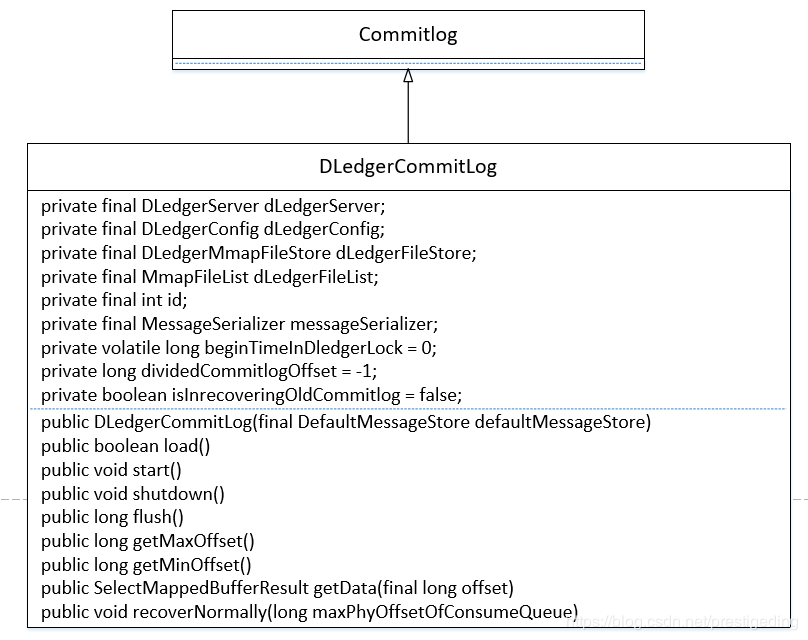 Commitlog
DLedgerCommitLog
private final DLedgerServer dLedgerServer;
private final DLedgerConfig dLedgerConfig;
private final DLedgerMmapFileStore dLedgerFileStore;
private final MmapFileList dLedgerFileList;
private final int id;
private final MessageSerializer messageSerializer;
private volatile long beginTimeInDledgerLock = 0;
private long dividedCommitlogOffset = -1;
private boolean isInrecoveringOldCommitlog = false;
public DLedgerCommitLog(final DefaultMessageStore defaultMessageStore)
public boolean load()
public void start()
public void shutdown()
public long flush()
public long getMaxOffset()
public long getMinOffset()
public SelectMappedBufferResult getData(final long offset)
public void recoverNormally(long maxPhyOffsetOfConsumeQueue)
https://blog.csdn.net/prestigeding